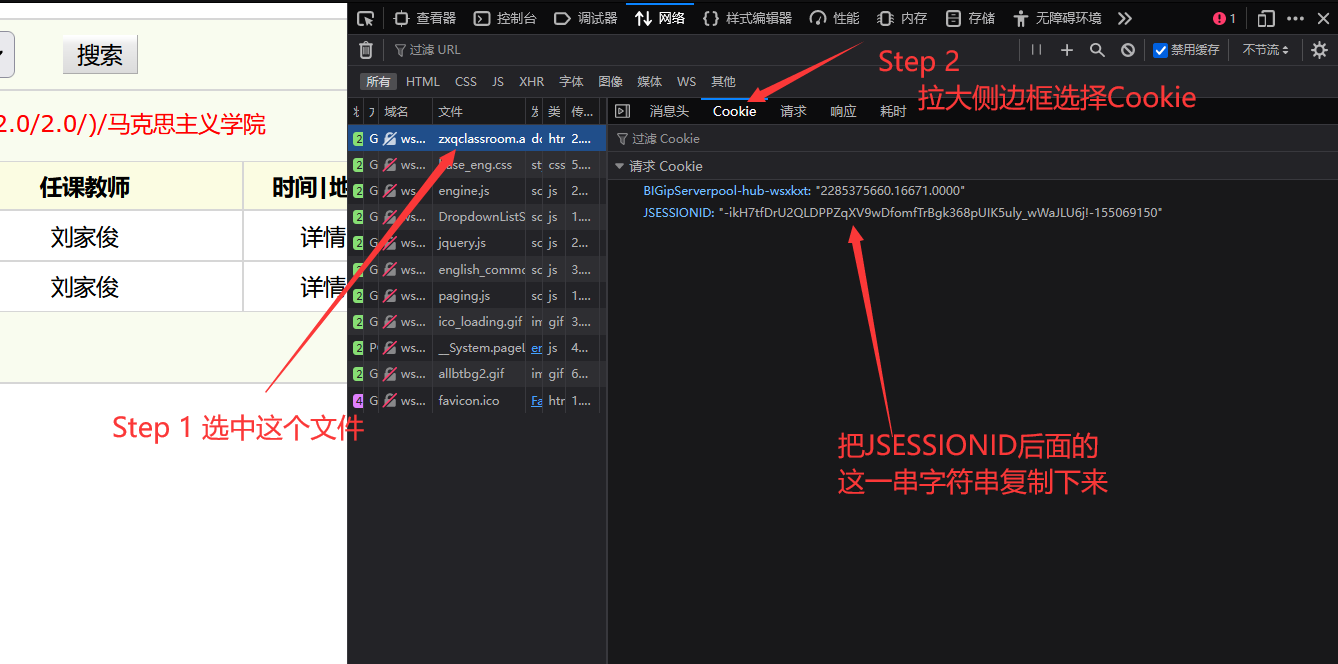 搜索
2.0/2.0/)/马克思主义学院
任课教师
时间|地
刘家俊
详情
刘家俊
详情
查看器 控制台 调试器 网络 样式编辑器 性能 内存 存储 无障碍环境 1
过滤 URL
禁用缓存 不节流
所有 HTML CSS JS XHR 字体 图像 媒体 WS 其他
域名 文件 类 传...
2 G ws... zxqclassroom.a dc htr 2....
2 G ws... base_eng.css st css 5....
2 G ws... engine.js sc js 2....
2 G ws... DropdownListS sc js 1....
2 G ws... jquery.js sc js 2....
2 G ws... english_commo sc js 3....
2 G ws... paging.js sc js 1....
2 G ws... ico_loading.gif im gif 3....
2 ws... __System.pageL er js 4....
2 G ws... allbtbg2.gif im gif 6....
4 G ws... favicon.ico Fa htr 1....
消息头 Cookie 请求 响应 耗时
过滤 Cookie
请求 Cookie
BIGipServerpool-hub-wsxkxt: "2285375660.16671.0000"
JSESSIONID: "-ikH7tfDrU2QLDPPZqXV9wDfomfTrBgk368pUIK5uly_wWaJLU6j!-155069150"
Step 2
拉大侧边框选择Cookie
Step 1 选中这个文件
把JSESSIONID后面的
这一串字符串复制下来